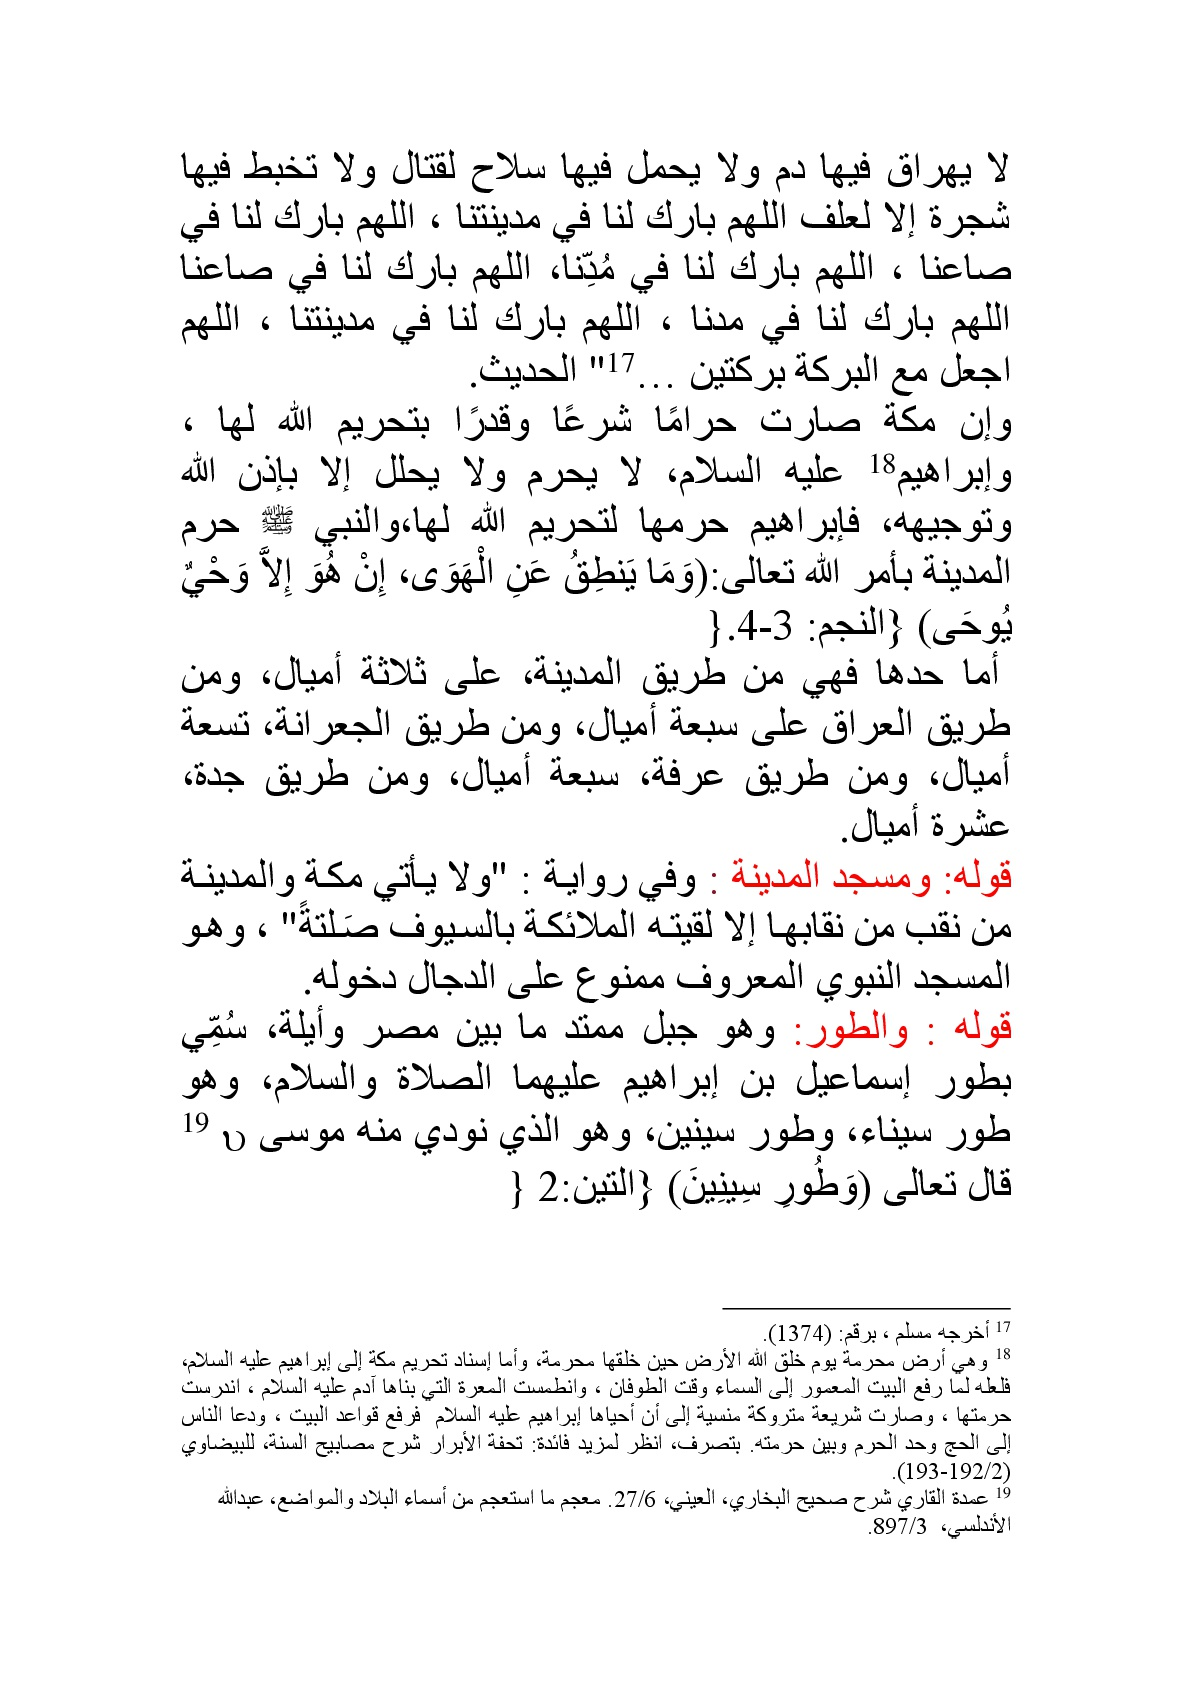 لا يهراق فيها دم ولا يحمل فيها سلاح لقتال ولا تخبط فيها
شجرة إلا لعلف اللهم بارك لنا في مدينتنا ، اللهم بارك لنا في
صاعنا ، اللهم بارك لنا في مُدِّنا، اللهم بارك لنا في صاعنا
اللهم بارك لنا في مدنا ، اللهم بارك لنا في مدينتنا ، اللهم
اجعل مع البركة بركتين ...17" الحديث.
وإن مكة صارت حرامًا شرعًا وقدرًا بتحريم الله لها ،
وإبراهيم18 عليه السلام، لا يحرم ولا يحلل إلا بإذن الله
وتوجيهه، فإبراهيم حرمها لتحريم الله لها،والنبي ﷺ حرم
المدينة بأمر الله تعالى:(وَمَا يَنطِقُ عَنِ الْهَوَى، إِنْ هُوَ إِلاَّ وَحْيٌ
يُوحَى) {النجم: 3-4.}
أما حدها فهي من طريق المدينة، على ثلاثة أميال، ومن
طريق العراق على سبعة أميال، ومن طريق الجعرانة، تسعة
أميال، ومن طريق عرفة، سبعة أميال، ومن طريق جدة،
عشرة أميال.
قوله: ومسجد المدينة : وفي رواية : "ولا يأتي مكة والمدينة
من نقب من نقابها إلا لقيته الملائكة بالسيوف صَلتةً" ، وهو
المسجد النبوي المعروف ممنوع على الدجال دخوله.
قوله : والطور: وهو جبل ممتد ما بين مصر وأيلة، سُمِّي
بطور إسماعيل بن إبراهيم عليهما الصلاة والسلام، وهو
طور سيناء، وطور سينين، وهو الذي نودي منه موسى υ 19
قال تعالى (وَطُورِ سِينِينَ) {التين:2 }
17 أخرجه مسلم ، برقم: (1374).
18 وهي أرض محرمة يوم خلق الله الأرض حين خلقها محرمة، وأما إسناد تحريم مكة إلى إبراهيم عليه السلام،
فلعله لما رفع البيت المعمور إلى السماء وقت الطوفان ، وانطمست المعرة التي بناها آدم عليه السلام ، اندرست
حرمتها ، وصارت شريعة متروكة منسية إلى أن أحياها إبراهيم عليه السلام فرفع قواعد البيت ، ودعا الناس
إلى الحج وحد الحرم وبين حرمته. بتصرف، انظر لمزيد فائدة: تحفة الأبرار شرح مصابيح السنة، للبيضاوي
(192/2-193).
19 عمدة القاري شرح صحيح البخاري، العيني، 27/6. معجم ما استعجم من أسماء البلاد والمواضع، عبدالله
الأندلسي، 897/3.